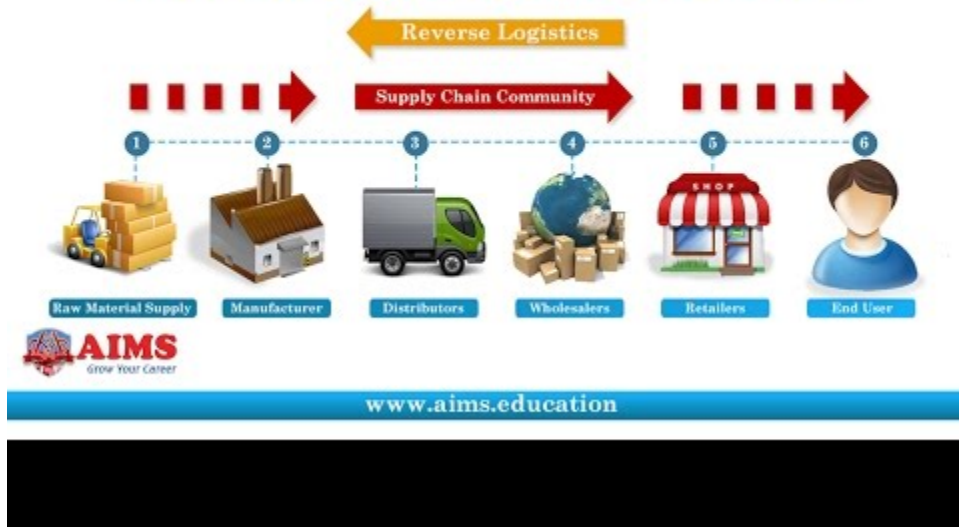 Reverse Logistics
Supply Chain Community
1 2 3 4 5 6
SHOP
Raw Material Supply Manufacturer Distributors Wholesalers Retailers End User
AIMS
Grow Your Career
www.aims.education